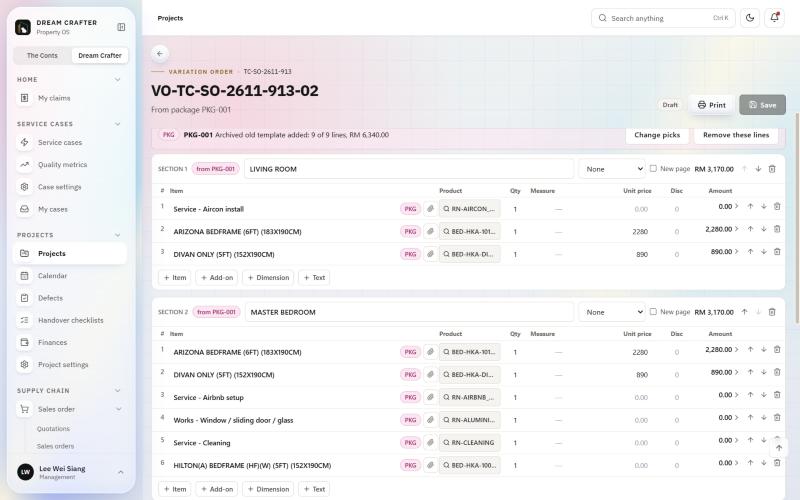 DREAM CRAFTER
Property OS
The Conts Dream Crafter
HOME
My claims
SERVICE CASES
Service cases
Quality metrics
Case settings
My cases
PROJECTS
Projects
Calendar
Defects
Handover checklists
Finances
Project settings
SUPPLY CHAIN
Sales order
Quotations
Sales orders
LW Lee Wei Siang
Management
Projects
Search anything Ctrl K
VARIATION ORDER · TC-SO-2611-913
VO-TC-SO-2611-913-02
From package PKG-001
Draft Print Save
PKG PKG-001 Archived old template added: 9 of 9 lines, RM 6,340.00 Change picks Remove these lines
SECTION 1 from PKG-001 LIVING ROOM None New page RM 3,170.00
# Item Product Qty Measure Unit price Disc Amount
1 Service - Aircon install PKG RN-AIRCON_... 1 — 0.00 0 0.00
2 ARIZONA BEDFRAME (6FT) (183X190CM) PKG BED-HKA-101... 1 — 2280 0 2,280.00
3 DIVAN ONLY (5FT) (152X190CM) PKG BED-HKA-DI... 1 — 890 0 890.00
+ Item + Add-on + Dimension + Text
SECTION 2 from PKG-001 MASTER BEDROOM None New page RM 3,170.00
# Item Product Qty Measure Unit price Disc Amount
1 ARIZONA BEDFRAME (6FT) (183X190CM) PKG BED-HKA-101... 1 — 2280 0 2,280.00
2 DIVAN ONLY (5FT) (152X190CM) PKG BED-HKA-DI... 1 — 890 0 890.00
3 Service - Airbnb setup PKG RN-AIRBNB_... 1 — 0.00 0 0.00
4 Works - Window / sliding door / glass PKG RN-ALUMINI... 1 — 0.00 0 0.00
5 Service - Cleaning PKG RN-CLEANING 1 — 0.00 0 0.00
6 HILTON(A) BEDFRAME (HF)(W) (5FT) (152X190CM) PKG BED-HKA-100... 1 — 0.00 0 0.00
+ Item + Add-on + Dimension + Text